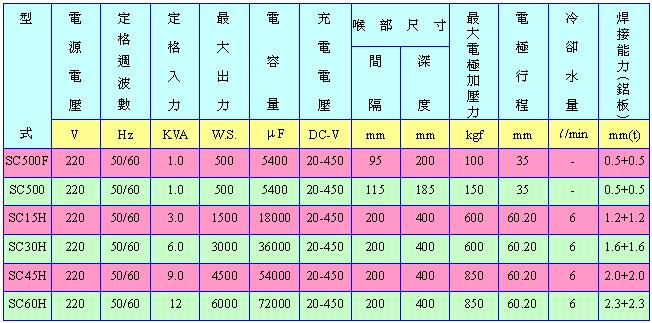 型式 電源電壓 定格週波數 定格入力 最大出力 電容量 充電電壓 喉部尺寸 最大電極加壓力 電極行程 冷卻水量 焊接能力(鋁板)
間隔 深度
V Hz KVA W.S. μF DC-V mm mm kgf mm ℓ/min mm(t)
SC500F 220 50/60 1.0 500 5400 20-450 95 200 100 35 - 0.5+0.5
SC500 220 50/60 1.0 500 5400 20-450 115 185 150 35 - 0.5+0.5
SC15H 220 50/60 3.0 1500 18000 20-450 200 400 600 60.20 6 1.2+1.2
SC30H 220 50/60 6.0 3000 36000 20-450 200 400 600 60.20 6 1.6+1.6
SC45H 220 50/60 9.0 4500 54000 20-450 200 400 850 60.20 6 2.0+2.0
SC60H 220 50/60 12 6000 72000 20-450 200 400 850 60.20 6 2.3+2.3